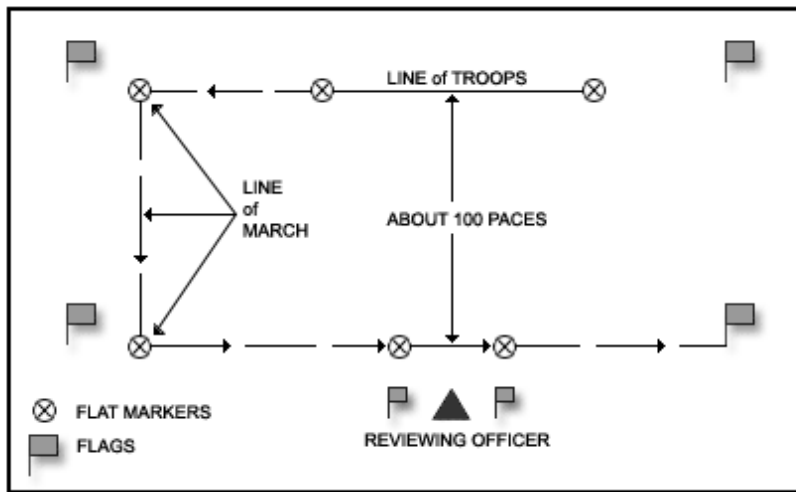 LINE of TROOPS
LINE
of
MARCH
ABOUT 100 PACES
FLAT MARKERS
FLAGS
REVIEWING OFFICER